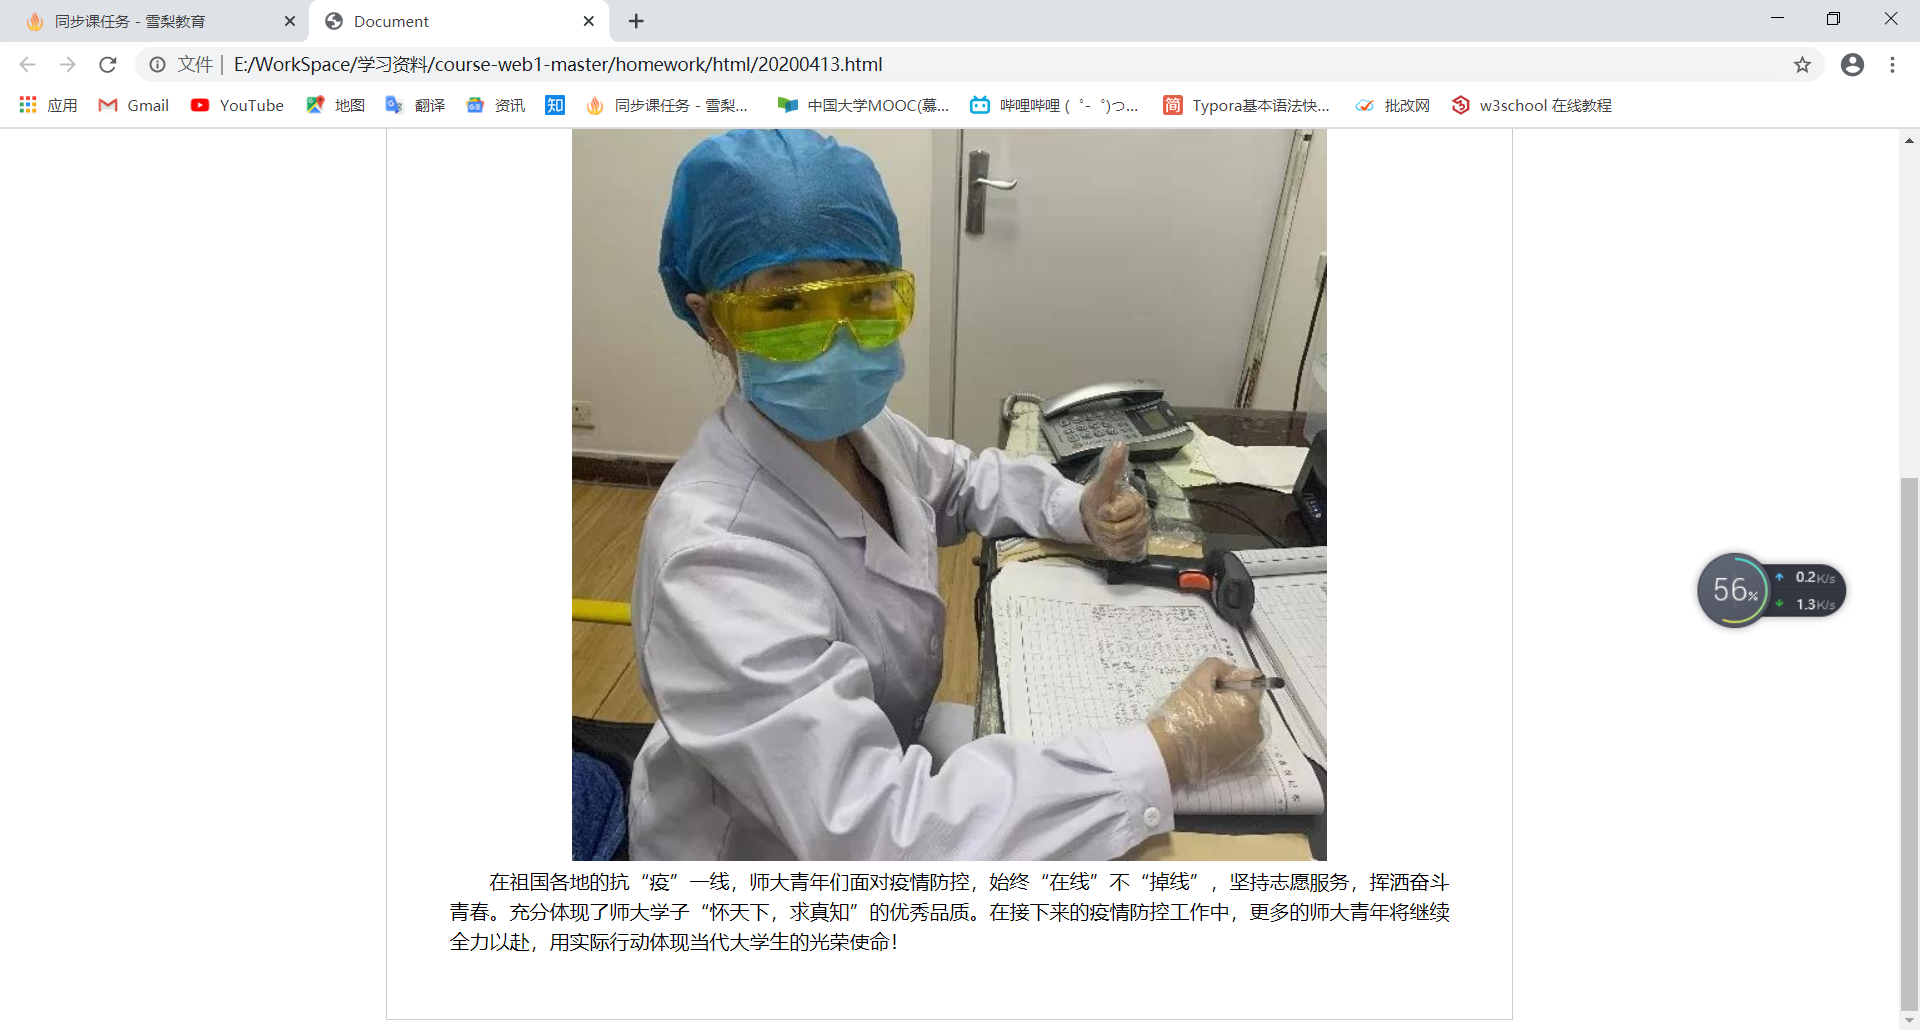 同步课任务 - 雪梨教育
Document
文件 | E:/WorkSpace/学习资料/course-web1-master/homework/html/20200413.html
应用 Gmail YouTube 地图 翻译 资讯 知 同步课任务 - 雪梨... 中国大学MOOC(慕... 哔哩哔哩 (゜-゜)つ... 简 Typora基本语法快... 批改网 w3school 在线教程
56%
0.2K/s
1.3K/s
在祖国各地的抗“疫”一线，师大青年们面对疫情防控，始终“在线”不“掉线”，坚持志愿服务，挥洒奋斗
青春。充分体现了师大学子“怀天下，求真知”的优秀品质。在接下来的疫情防控工作中，更多的师大青年将继续
全力以赴，用实际行动体现当代大学生的光荣使命！